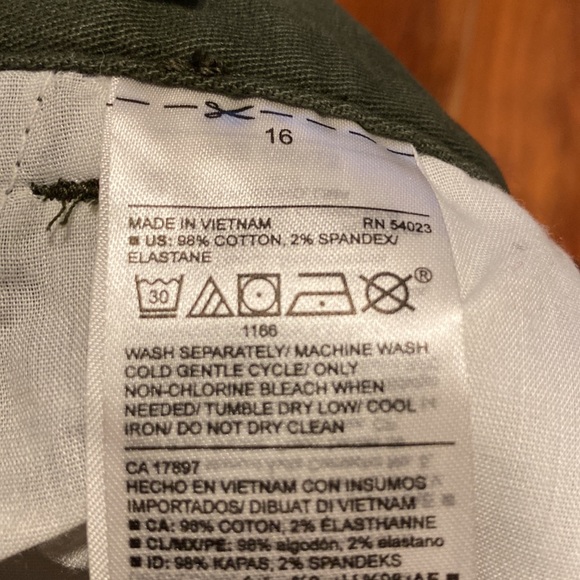 16
MADE IN VIETNAM RN 54023
■ US: 98% COTTON, 2% SPANDEX/
ELASTANE
30
®
1166
WASH SEPARATELY/ MACHINE WASH
COLD GENTLE CYCLE/ ONLY
NON-CHLORINE BLEACH WHEN
NEEDED/ TUMBLE DRY LOW/ COOL
IRON/ DO NOT DRY CLEAN
CA 17897
HECHO EN VIETNAM CON INSUMOS
IMPORTADOS/ DIBUAT DI VIETNAM
■ CA: 98% COTTON, 2% ÉLASTHANNE
■ CL/MX/PE: 98% algodón, 2% elastano
■ ID: 98% KAPAS, 2% SPANDEKS